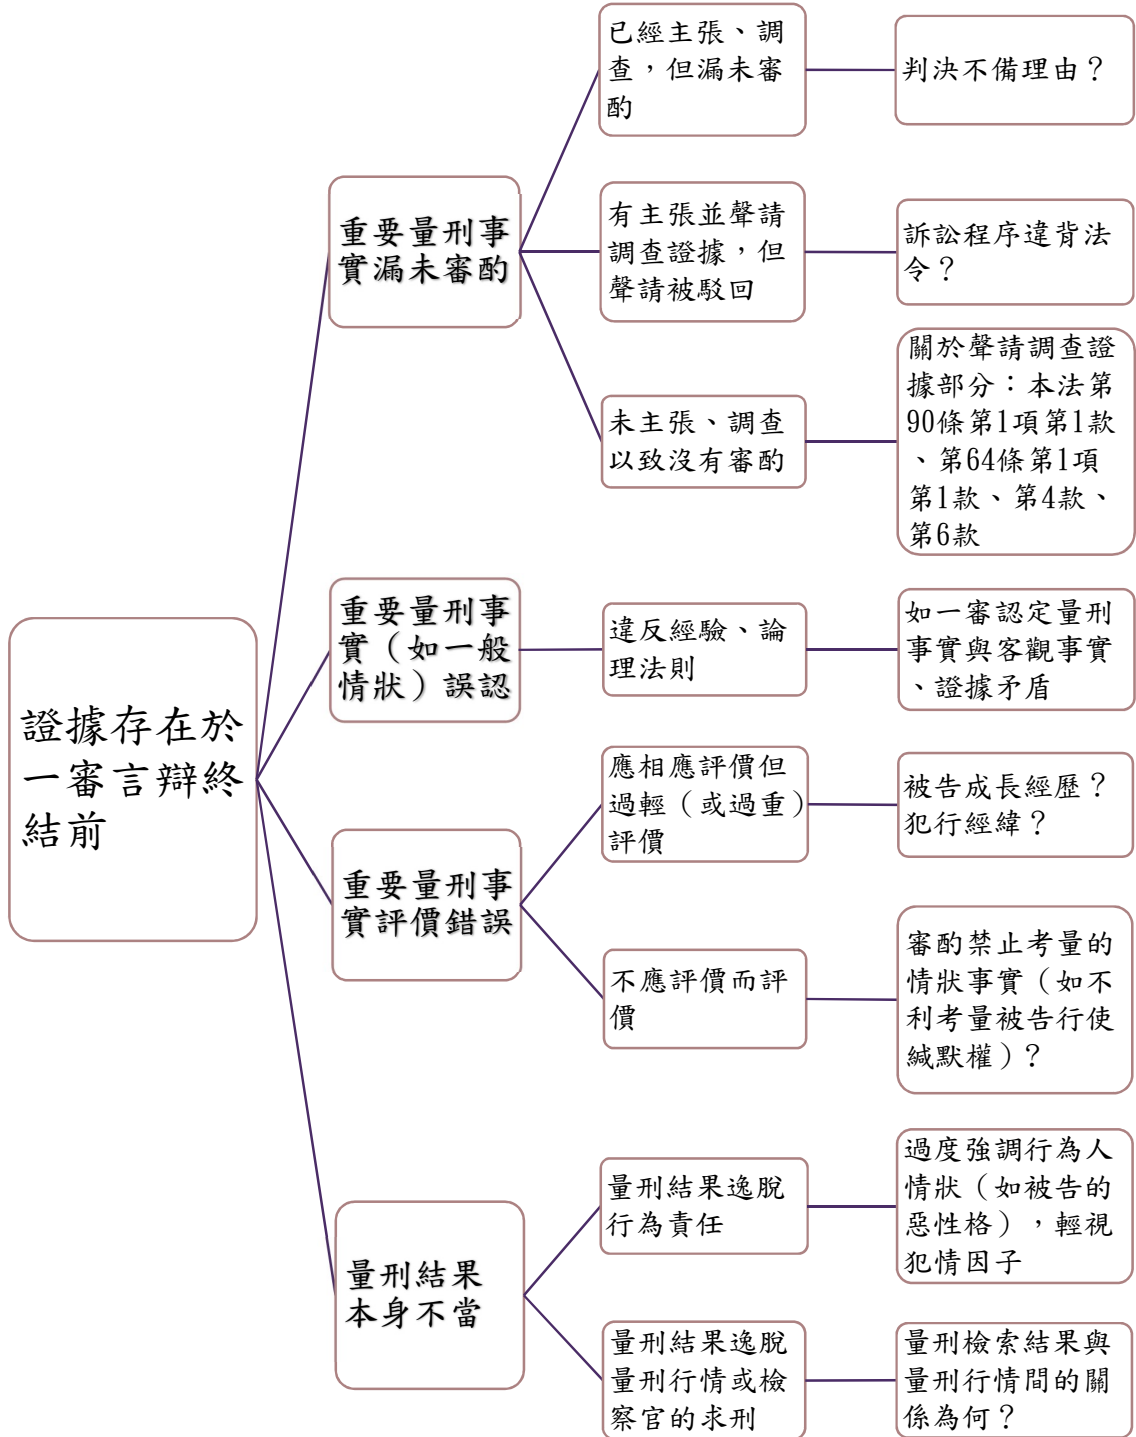 證據存在於
一審言辯終
結前
重要量刑事
實漏未審酌
已經主張、調
查，但漏未審
酌
判決不備理由？
有主張並聲請
調查證據，但
聲請被駁回
訴訟程序違背法
令？
未主張、調查
以致沒有審酌
關於聲請調查證
據部分：本法第
90條第1項第1款
、第64條第1項
第1款、第4款、
第6款
重要量刑事
實（如一般
情狀）誤認
違反經驗、論
理法則
如一審認定量刑
事實與客觀事實
、證據矛盾
重要量刑事
實評價錯誤
應相應評價但
過輕（或過重）
評價
被告成長經歷？
犯行經緯？
不應評價而評
價
審酌禁止考量的
情狀事實（如不
利考量被告行使
緘默權）？
量刑結果
本身不當
量刑結果逸脫
行為責任
過度強調行為人
情狀（如被告的
惡性格），輕視
犯情因子
量刑結果逸脫
量刑行情或檢
察官的求刑
量刑檢索結果與
量刑行情間的關
係為何？